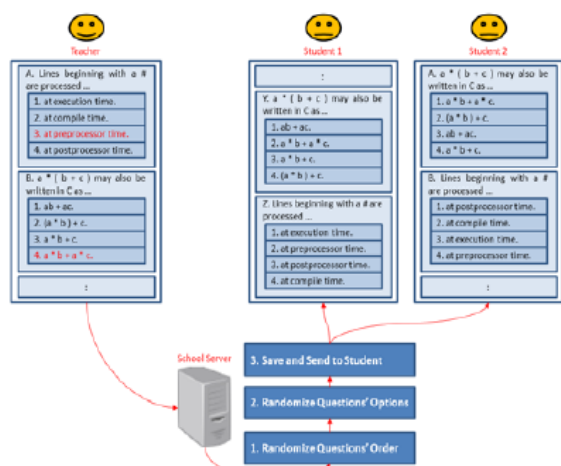 Teacher
A. Lines beginning with a #
are processed ...
1. at execution time.
2. at compile time.
3. at preprocessor time.
4. at postprocessor time.
B. a * ( b + c ) may also be
written in C as ...
1. ab + ac.
2. (a * b) + c.
3. a * b + c.
4. a * b + a * c.
:
Student 1
:
Y. a * ( b + c ) may also be
written in C as ...
1. ab + ac.
2. a * b + a * c.
3. a * b + c.
4. (a * b) + c.
Z. Lines beginning with a # are
processed ...
1. at execution time.
2. at preprocessor time.
3. at postprocessor time.
4. at compile time.
Student 2
A. a * ( b + c ) may also be
written in C as ...
1. a * b + a * c.
2. (a * b) + c.
3. ab + ac.
4. a * b + c.
B. Lines beginning with a #
are processed ...
1. at postprocessor time.
2. at compile time.
3. at execution time.
4. at preprocessor time.
:
School Server
3. Save and Send to Student
2. Randomize Questions' Options
1. Randomize Questions' Order